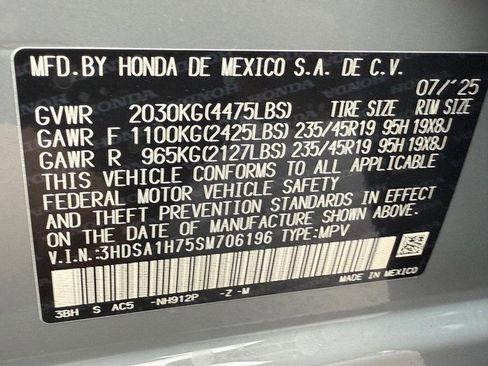 MFD.BY HONDA DE MEXICO S.A. DE C.V.
07/'25
GVWR 2030KG(4475LBS) TIRE SIZE RIM SIZE
GAWR F 1100KG(2425LBS) 235/45R19 95H 19X8J
GAWR R 965KG(2127LBS) 235/45R19 95H 19X8J
THIS VEHICLE CONFORMS TO ALL APPLICABLE
FEDERAL MOTOR VEHICLE SAFETY
AND THEFT PREVENTION STANDARDS IN EFFECT
ON THE DATE OF MANUFACTURE SHOWN ABOVE.
V.I.N.:3HDSA1H75SM706196 TYPE:MPV
3BH S AC5 -NH912P -Z -M
MADE IN MEXICO